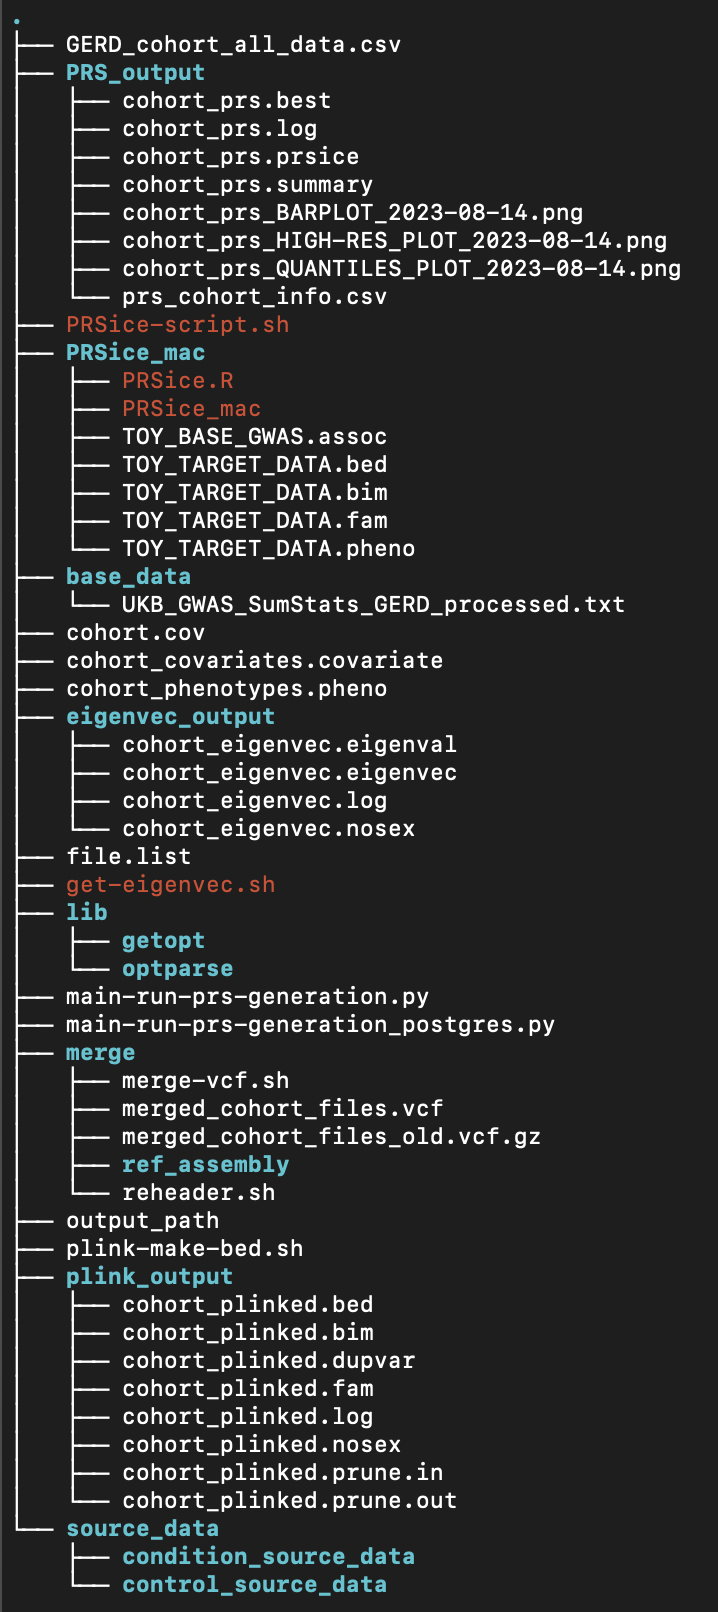 .
├── GERD_cohort_all_data.csv
├── PRS_output
│   ├── cohort_prs.best
│   ├── cohort_prs.log
│   ├── cohort_prs.prsice
│   ├── cohort_prs.summary
│   ├── cohort_prs_BARPLOT_2023-08-14.png
│   ├── cohort_prs_HIGH-RES_PLOT_2023-08-14.png
│   ├── cohort_prs_QUANTILES_PLOT_2023-08-14.png
│   └── prs_cohort_info.csv
├── PRSice-script.sh
├── PRSice_mac
│   ├── PRSice.R
│   ├── PRSice_mac
│   ├── TOY_BASE_GWAS.assoc
│   ├── TOY_TARGET_DATA.bed
│   ├── TOY_TARGET_DATA.bim
│   ├── TOY_TARGET_DATA.fam
│   └── TOY_TARGET_DATA.pheno
├── base_data
│   └── UKB_GWAS_SumStats_GERD_processed.txt
├── cohort.cov
├── cohort_covariates.covariate
├── cohort_phenotypes.pheno
├── eigenvec_output
│   ├── cohort_eigenvec.eigenval
│   ├── cohort_eigenvec.eigenvec
│   ├── cohort_eigenvec.log
│   └── cohort_eigenvec.nosex
├── file.list
├── get-eigenvec.sh
├── lib
│   ├── getopt
│   └── optparse
├── main-run-prs-generation.py
├── main-run-prs-generation_postgres.py
├── merge
│   ├── merge-vcf.sh
│   ├── merged_cohort_files.vcf
│   ├── merged_cohort_files_old.vcf.gz
│   ├── ref_assembly
│   └── reheader.sh
├── output_path
├── plink-make-bed.sh
├── plink_output
│   ├── cohort_plinked.bed
│   ├── cohort_plinked.bim
│   ├── cohort_plinked.dupvar
│   ├── cohort_plinked.fam
│   ├── cohort_plinked.log
│   ├── cohort_plinked.nosex
│   ├── cohort_plinked.prune.in
│   └── cohort_plinked.prune.out
└── source_data
    ├── condition_source_data
    └── control_source_data